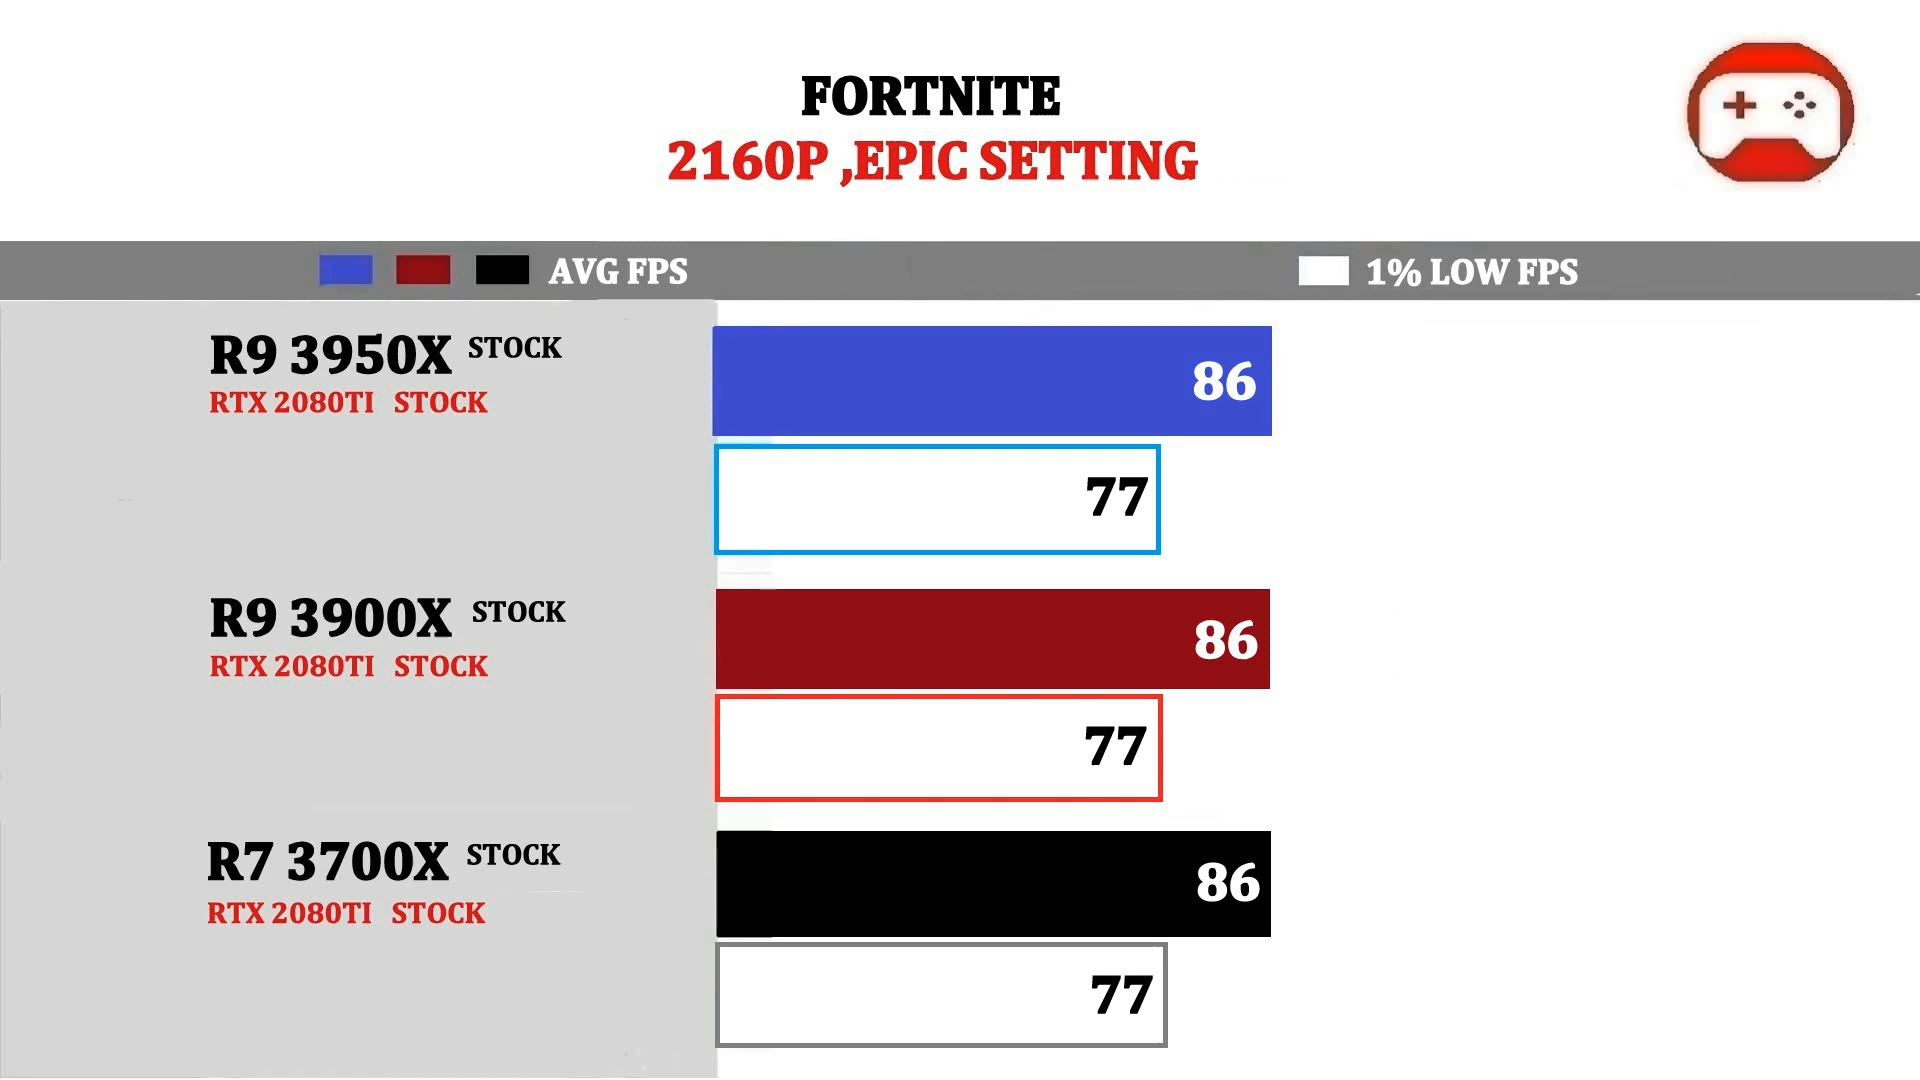 FORTNITE
2160P ,EPIC SETTING
AVG FPS
1% LOW FPS
R9 3950X STOCK
RTX 2080TI STOCK
86
77
R9 3900X STOCK
RTX 2080TI STOCK
86
77
R7 3700X STOCK
RTX 2080TI STOCK
86
77